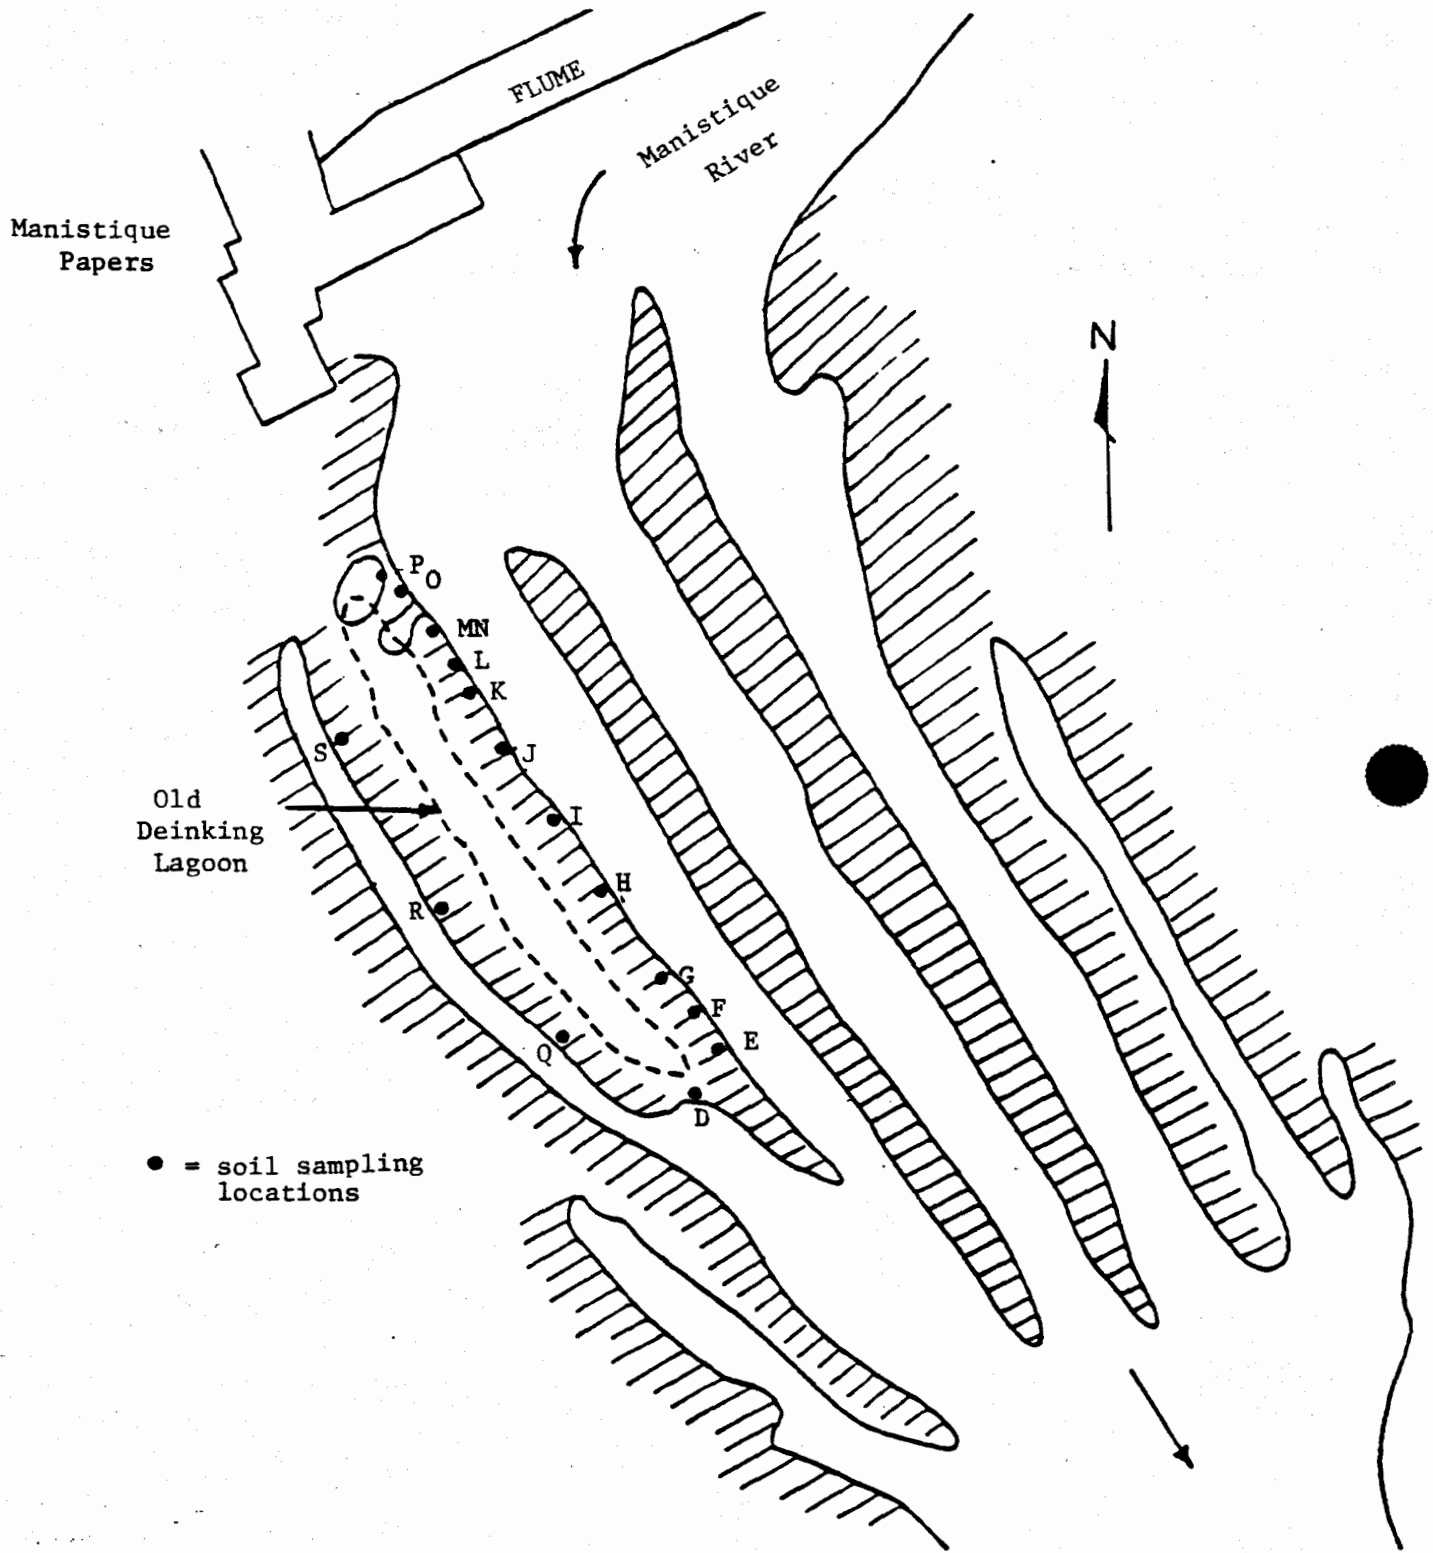 FLUME
Manistique
River
Manistique
Papers
N
P
O
MN
L
K
J
S
I
Old
Deinking
Lagoon
H
R
G
F
E
Q
D
● = soil sampling
locations